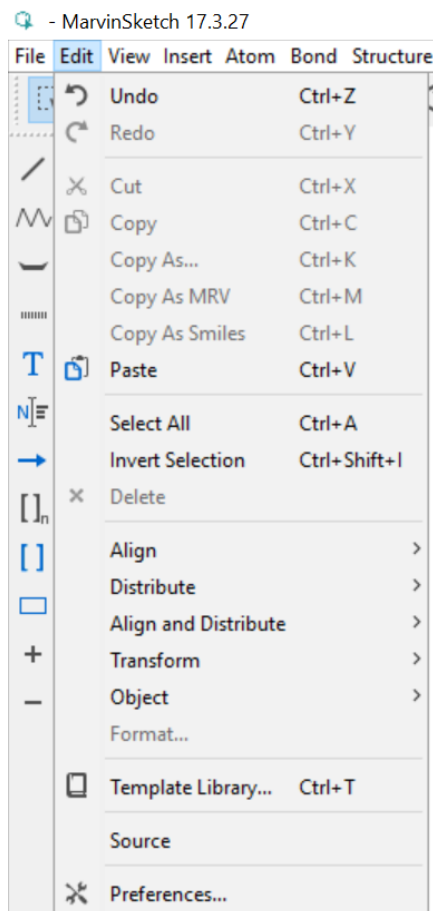 - MarvinSketch 17.3.27
File Edit View Insert Atom Bond Structure
Undo Ctrl+Z
Redo Ctrl+Y
Cut Ctrl+X
Copy Ctrl+C
Copy As... Ctrl+K
Copy As MRV Ctrl+M
Copy As Smiles Ctrl+L
T Paste Ctrl+V
N Select All Ctrl+A
Invert Selection Ctrl+Shift+I
[ ]n Delete
Align
[ ] Distribute
Align and Distribute
+ Transform
− Object
Format...
Template Library... Ctrl+T
Source
Preferences...